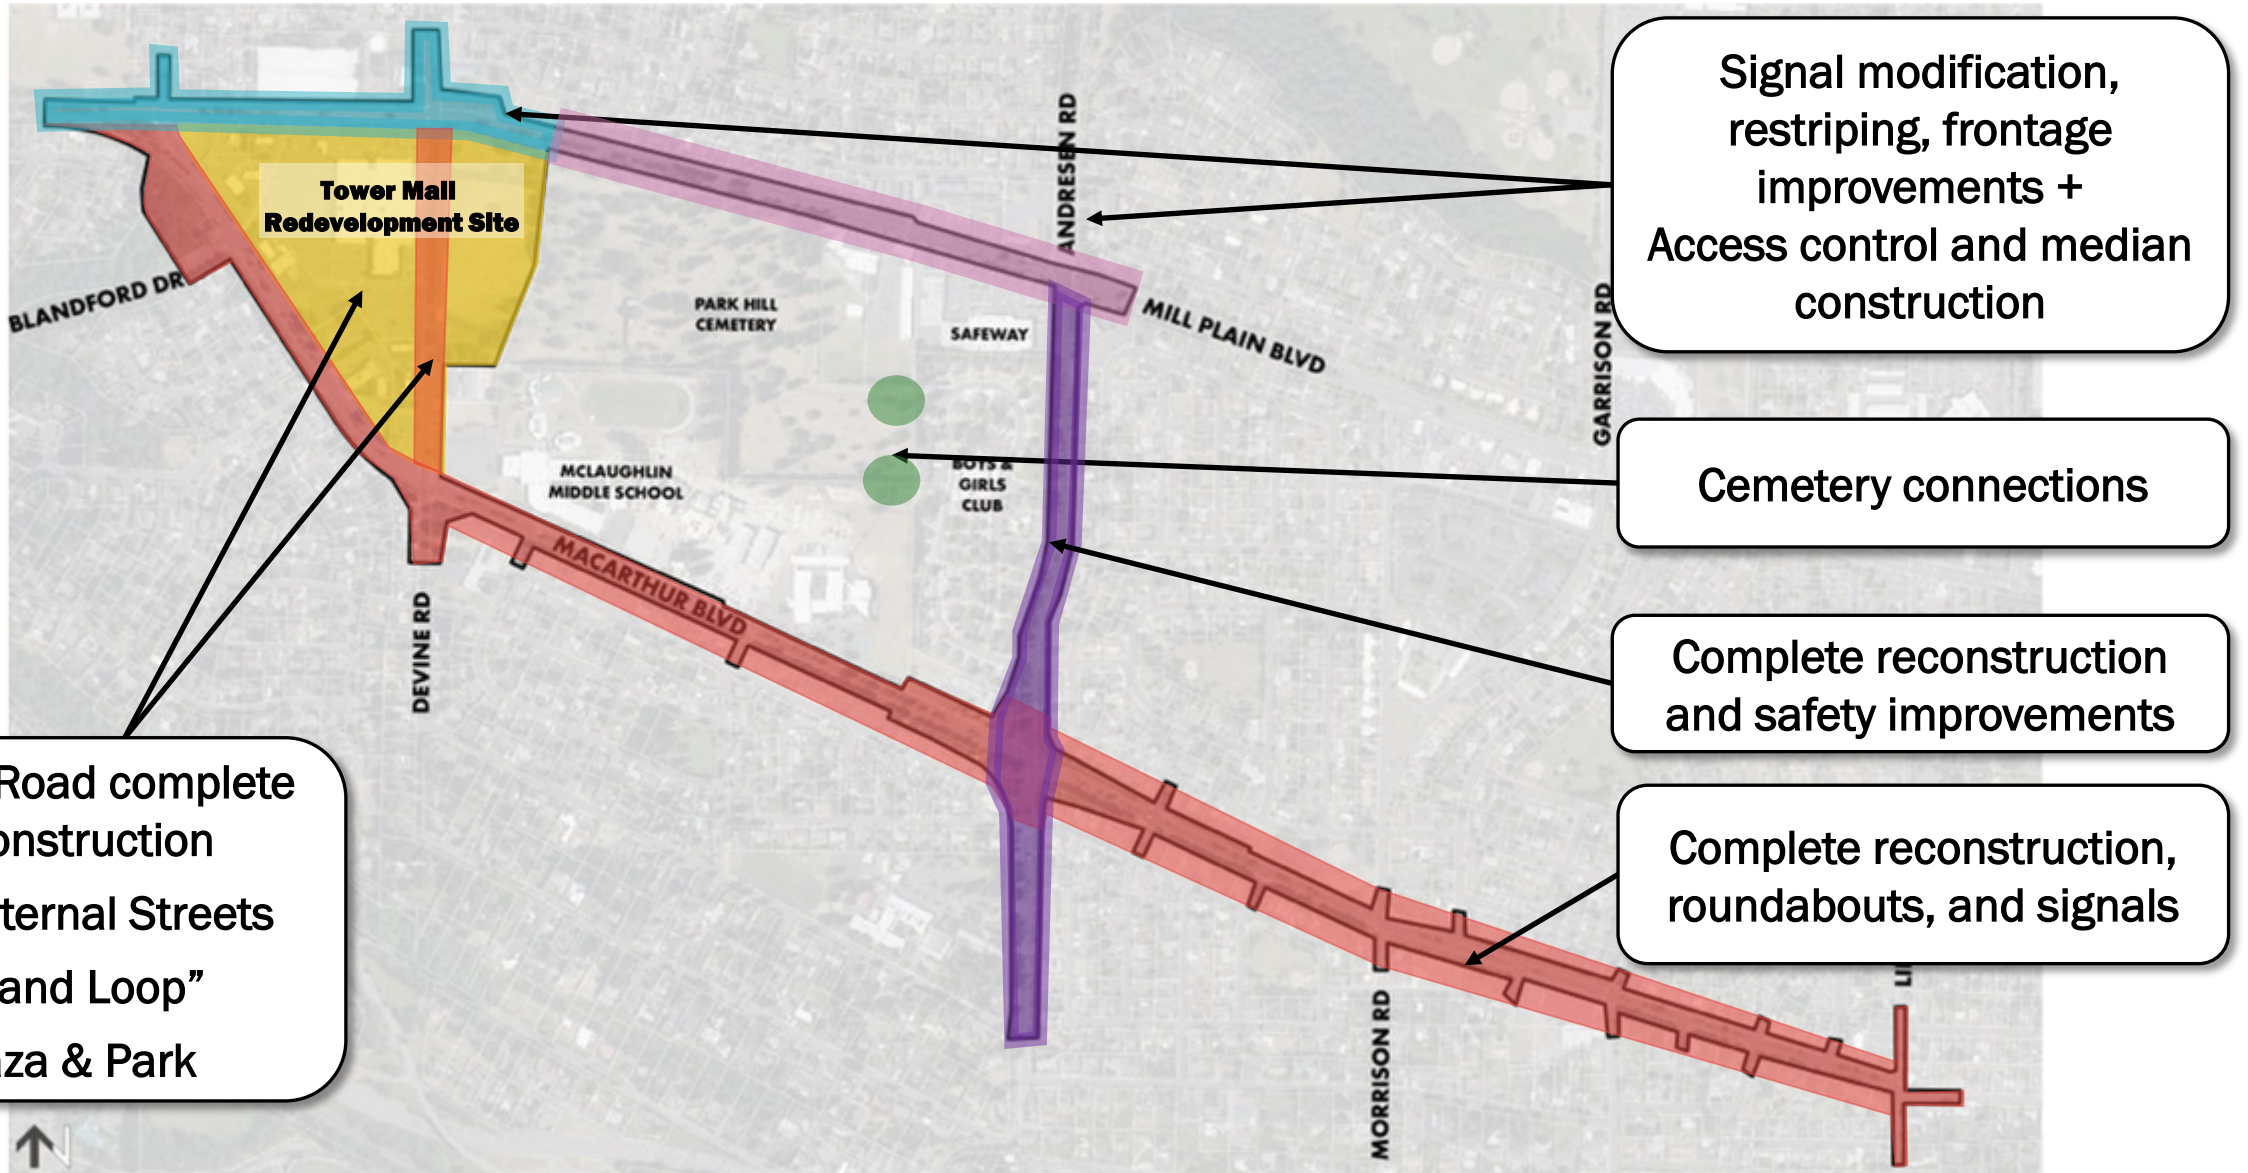 Signal modification,
restriping, frontage
improvements +
Access control and median
construction
ANDRESEN RD
Tower Mall
Redevelopment Site
BLANDFORD DR
PARK HILL
CEMETERY
SAFEWAY
MILL PLAIN BLVD
GARRISON RD
Cemetery connections
MCLAUGHLIN
MIDDLE SCHOOL
BOYS &
GIRLS
CLUB
MACARTHUR BLVD
DEVINE RD
Complete reconstruction
and safety improvements
Road complete
onstruction
ternal Streets
and Loop”
aza & Park
Complete reconstruction,
roundabouts, and signals
MORRISON RD
LI
N